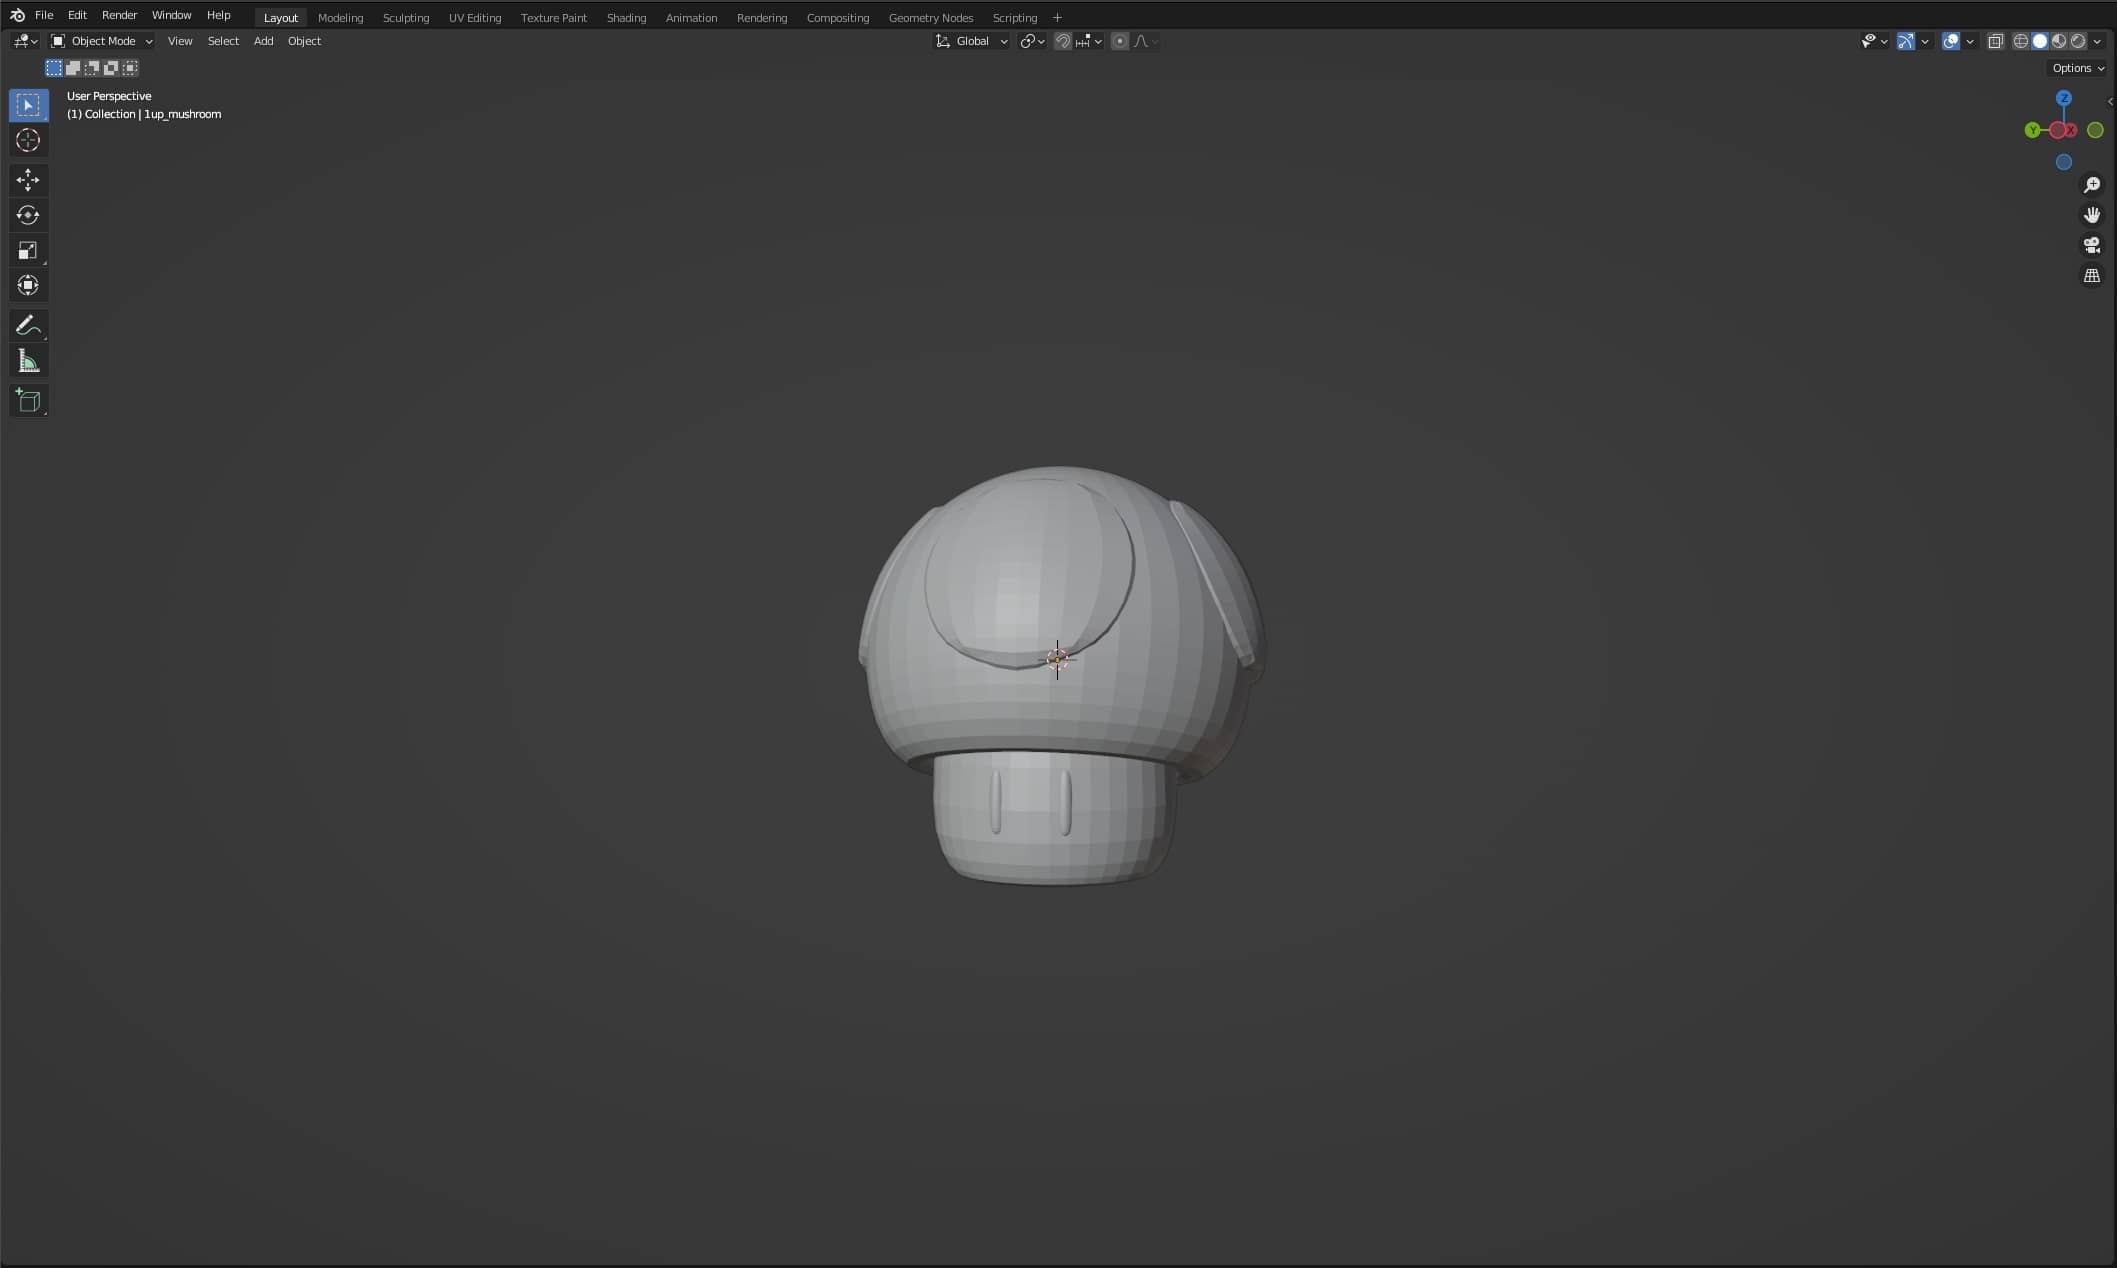 File Edit Render Window Help Layout Modeling Sculpting UV Editing Texture Paint Shading Animation Rendering Compositing Geometry Nodes Scripting +
Object Mode View Select Add Object Global
Options
User Perspective
(1) Collection | 1up_mushroom
Z
Y X